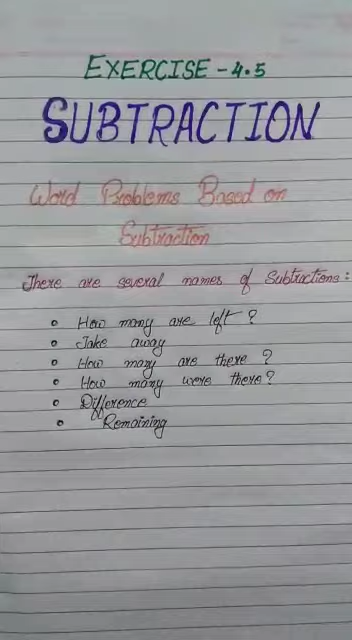 EXERCISE - 4.5
SUBTRACTION
Word Problems Based on
Subtraction
There are several names of Subtractions:
• How many are left?
• Take away
• How many are there?
• How many were there?
• Difference
• Remaining